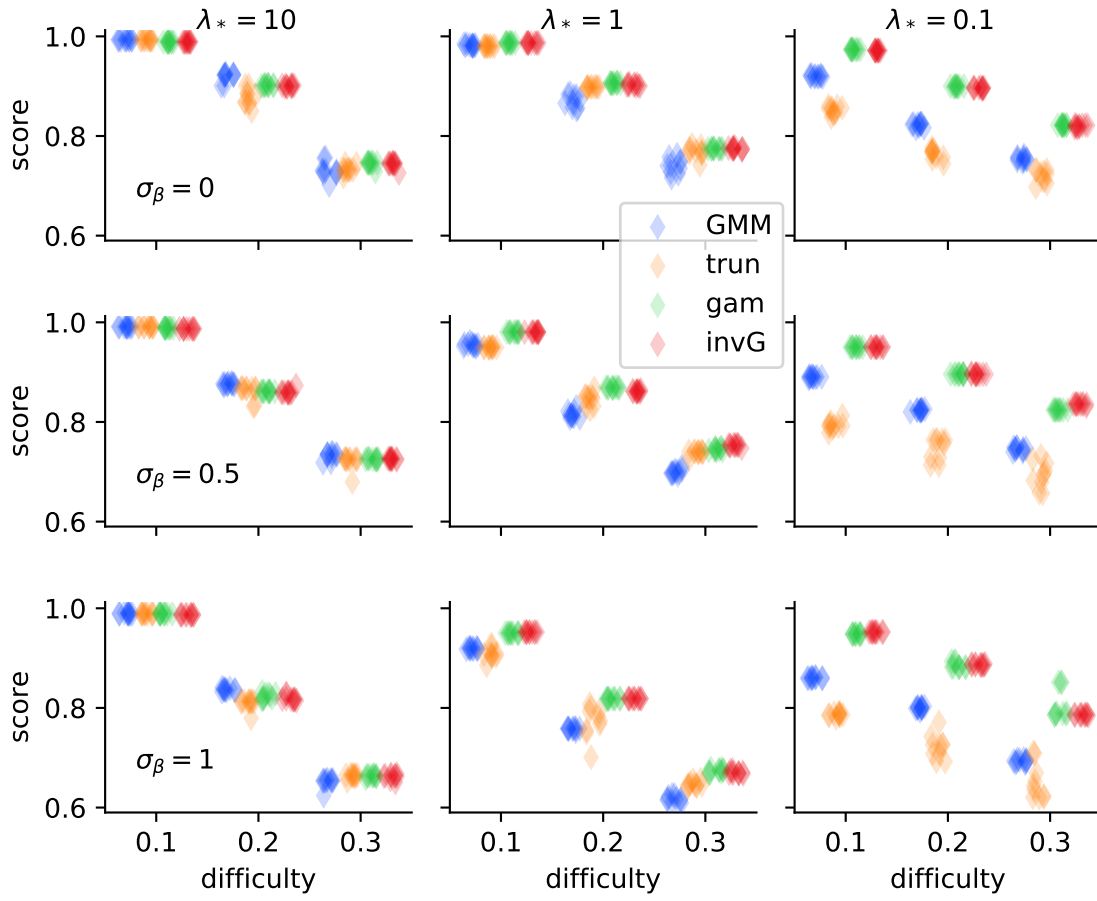 λ* = 10
λ* = 1
λ* = 0.1
score
1.0
0.8
0.6
σβ = 0
GMM
trun
gam
invG
score
1.0
0.8
0.6
σβ = 0.5
score
1.0
0.8
0.6
σβ = 1
0.1 0.2 0.3
0.1 0.2 0.3
0.1 0.2 0.3
difficulty
difficulty
difficulty